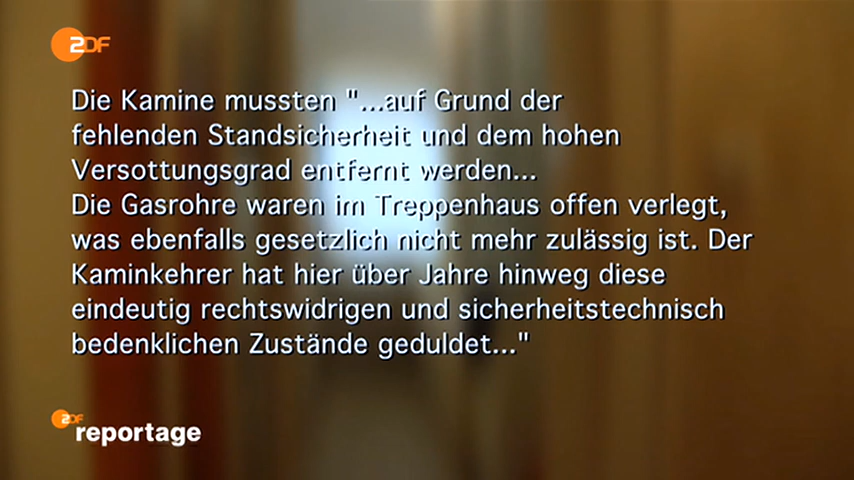 ZDF
Die Kamine mussten "...auf Grund der
fehlenden Standsicherheit und dem hohen
Versottungsgrad entfernt werden...
Die Gasrohre waren im Treppenhaus offen verlegt,
was ebenfalls gesetzlich nicht mehr zulässig ist. Der
Kaminkehrer hat hier über Jahre hinweg diese
eindeutig rechtswidrigen und sicherheitstechnisch
bedenklichen Zustände geduldet..."
ZDF
reportage